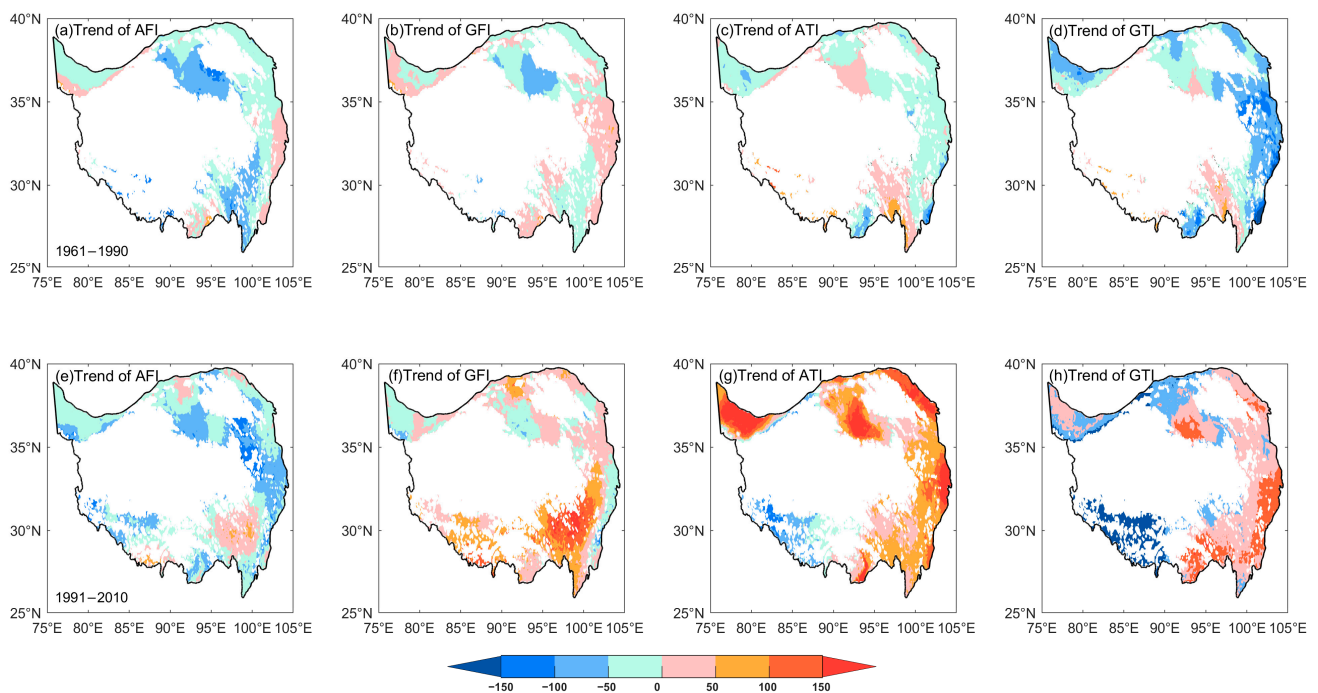 40°N (a)Trend of AFI
35°N
30°N
1961−1990
25°N
75°E 80°E 85°E 90°E 95°E 100°E 105°E
40°N (b)Trend of GFI
35°N
30°N
25°N
75°E 80°E 85°E 90°E 95°E 100°E 105°E
40°N (c)Trend of ATI
35°N
30°N
25°N
75°E 80°E 85°E 90°E 95°E 100°E 105°E
40°N (d)Trend of GTI
35°N
30°N
25°N
75°E 80°E 85°E 90°E 95°E 100°E 105°E
40°N (e)Trend of AFI
35°N
30°N
1991−2010
25°N
75°E 80°E 85°E 90°E 95°E 100°E 105°E
40°N (f)Trend of GFI
35°N
30°N
25°N
75°E 80°E 85°E 90°E 95°E 100°E 105°E
40°N (g)Trend of ATI
35°N
30°N
25°N
75°E 80°E 85°E 90°E 95°E 100°E 105°E
40°N (h)Trend of GTI
35°N
30°N
25°N
75°E 80°E 85°E 90°E 95°E 100°E 105°E
−150 −100 −50 0 50 100 150